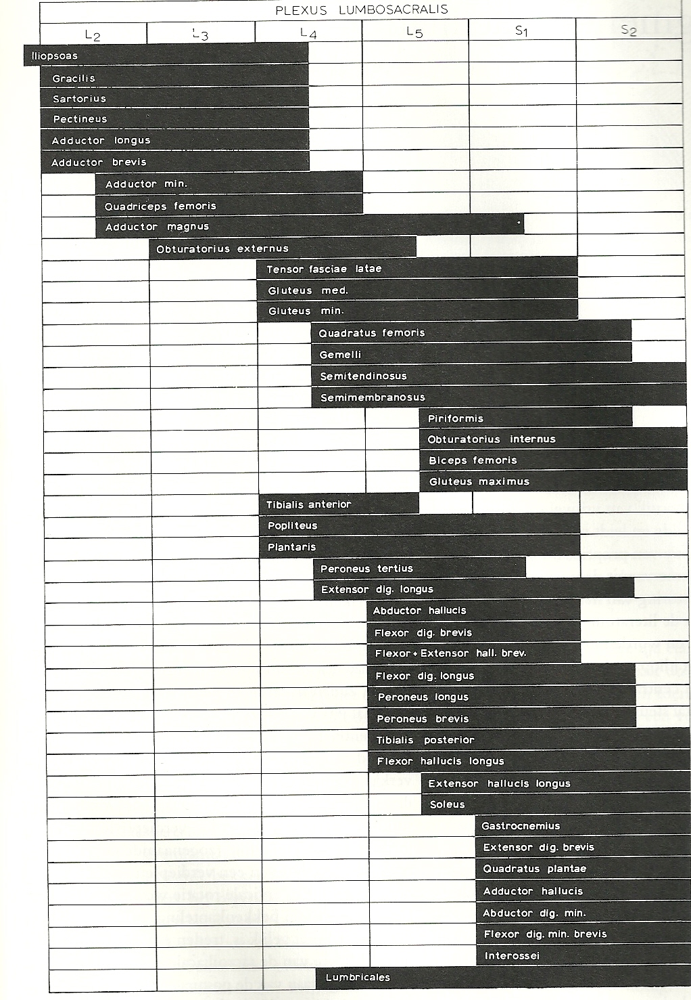 PLEXUS LUMBOSACRALIS
L2 L3 L4 L5 S1 S2
Iliopsoas
Gracilis
Sartorius
Pectineus
Adductor longus
Adductor brevis
Adductor min.
Quadriceps femoris
Adductor magnus
Obturatorius externus
Tensor fasciae latae
Gluteus med.
Gluteus min.
Quadratus femoris
Gemelli
Semitendinosus
Semimembranosus
Piriformis
Obturatorius internus
Biceps femoris
Gluteus maximus
Tibialis anterior
Popliteus
Plantaris
Peroneus tertius
Extensor dig. longus
Abductor hallucis
Flexor dig. brevis
Flexor + Extensor hall. brev.
Flexor dig. longus
Peroneus longus
Peroneus brevis
Tibialis posterior
Flexor hallucis longus
Extensor hallucis longus
Soleus
Gastrocnemius
Extensor dig. brevis
Quadratus plantae
Adductor hallucis
Abductor dig. min.
Flexor dig. min. brevis
Interossei
Lumbricales